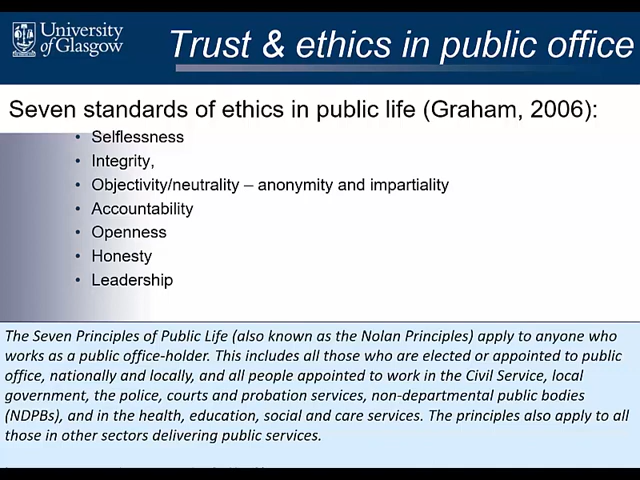 University
of Glasgow
Trust & ethics in public office
Seven standards of ethics in public life (Graham, 2006):
• Selflessness
• Integrity,
• Objectivity/neutrality – anonymity and impartiality
• Accountability
• Openness
• Honesty
• Leadership
The Seven Principles of Public Life (also known as the Nolan Principles) apply to anyone who
works as a public office-holder. This includes all those who are elected or appointed to public
office, nationally and locally, and all people appointed to work in the Civil Service, local
government, the police, courts and probation services, non-departmental public bodies
(NDPBs), and in the health, education, social and care services. The principles also apply to all
those in other sectors delivering public services.